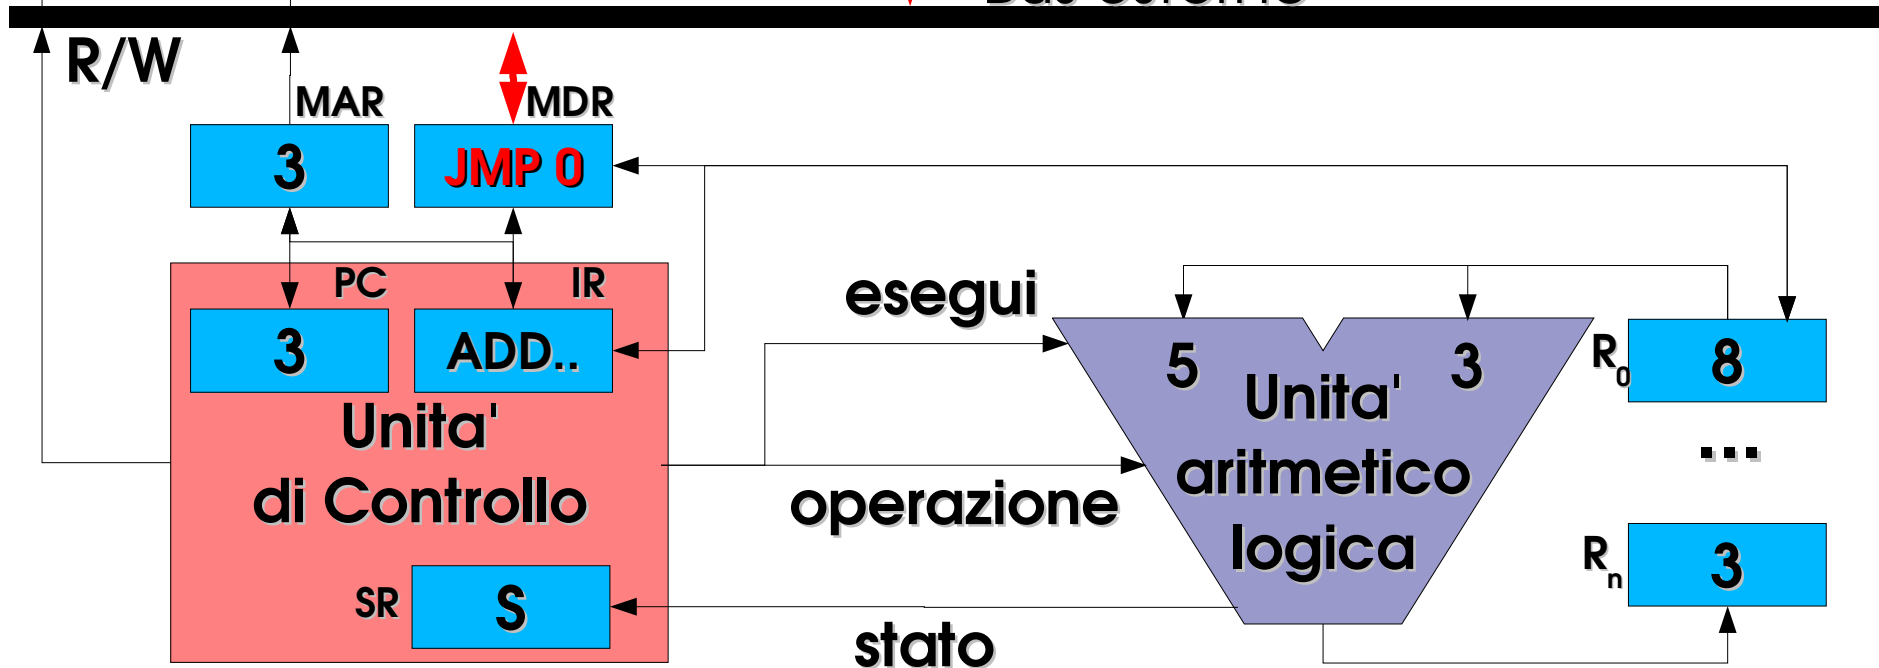 R/W
MAR
MDR
3
JMP 0
PC
IR
3
ADD..
esegui
5
3
R0
8
Unita'
di Controllo
Unita'
aritmetico
logica
...
operazione
Rn
3
SR
S
stato